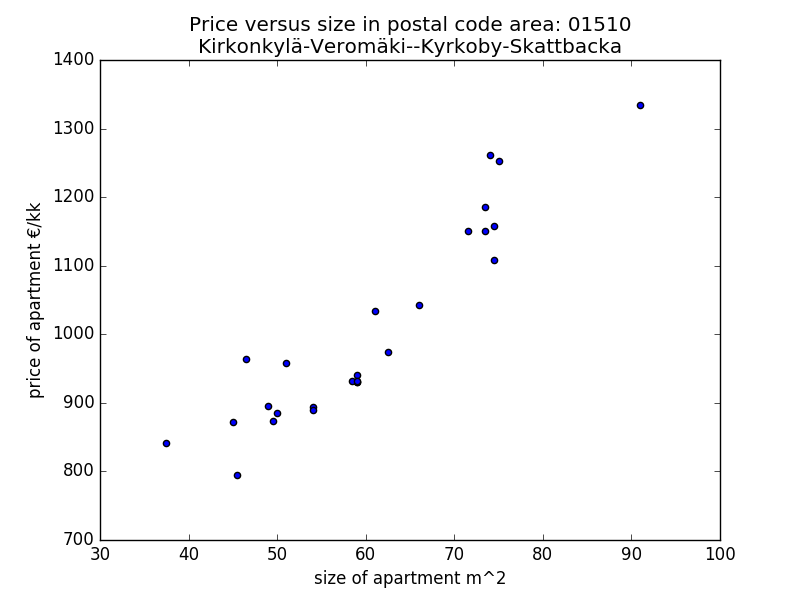 Price versus size in postal code area: 01510
Kirkonkylä-Veromäki--Kyrkoby-Skattbacka
1400
1300
1200
1100
1000
900
800
700
price of apartment €/kk
30 40 50 60 70 80 90 100
size of apartment m^2